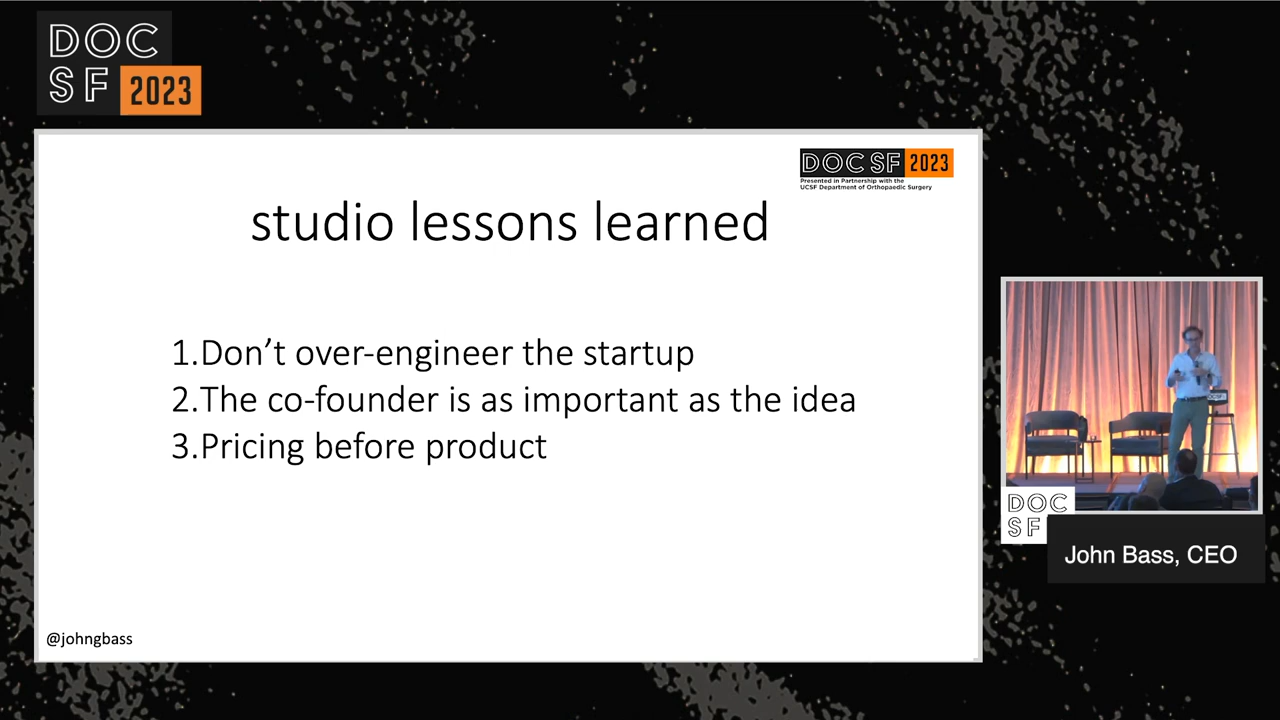 DOC
SF 2023
DOC SF 2023
Presented in Partnership with the
UCSF Department of Orthopaedic Surgery
studio lessons learned
1.Don’t over-engineer the startup
2.The co-founder is as important as the idea
3.Pricing before product
@johngbass
DOC
SF
John Bass, CEO